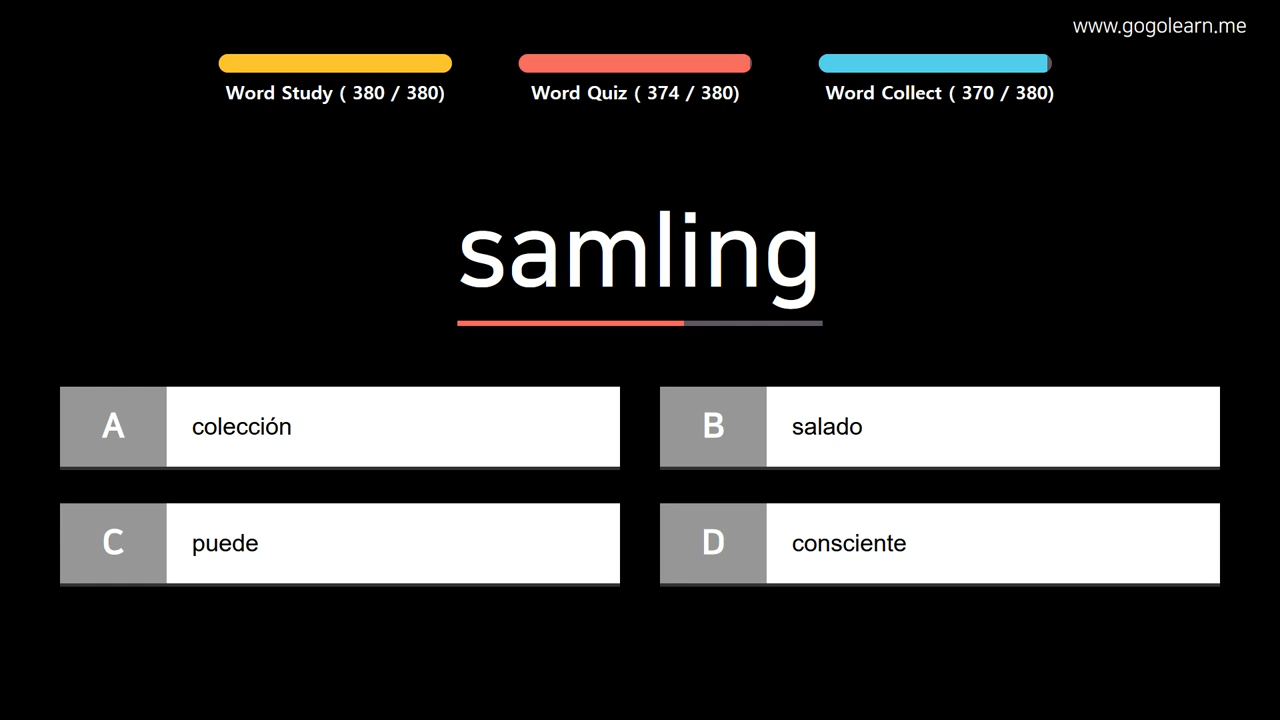 www.gogolearn.me
Word Study ( 380 / 380)
Word Quiz ( 374 / 380)
Word Collect ( 370 / 380)
samling
A colección
B salado
C puede
D consciente